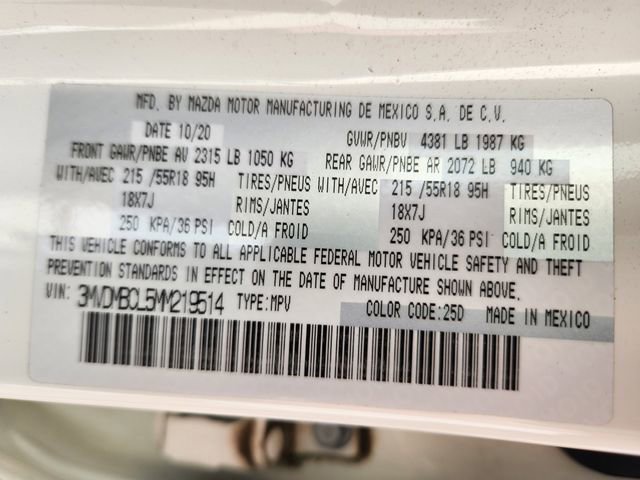 MFD. BY MAZDA MOTOR MANUFACTURING DE MEXICO S.A. DE C.V.
DATE 10/20 GVWR/PNBV 4381 LB 1987 KG
FRONT GAWR/PNBE AV 2315 LB 1050 KG REAR GAWR/PNBE AR 2072 LB 940 KG
WITH/AVEC 215 /55R18 95H TIRES/PNEUS WITH/AVEC 215 /55R18 95H TIRES/PNEUS
18X7J RIMS/JANTES 18X7J RIMS/JANTES
250 KPA/36 PSI COLD/A FROID 250 KPA/36 PSI COLD/A FROID
THIS VEHICLE CONFORMS TO ALL APPLICABLE FEDERAL MOTOR VEHICLE SAFETY AND THEFT
PREVENTION STANDARDS IN EFFECT ON THE DATE OF MANUFACTURE SHOWN ABOVE.
VIN: 3MVDMBCL5MM219514 TYPE:MPV COLOR CODE:25D MADE IN MEXICO